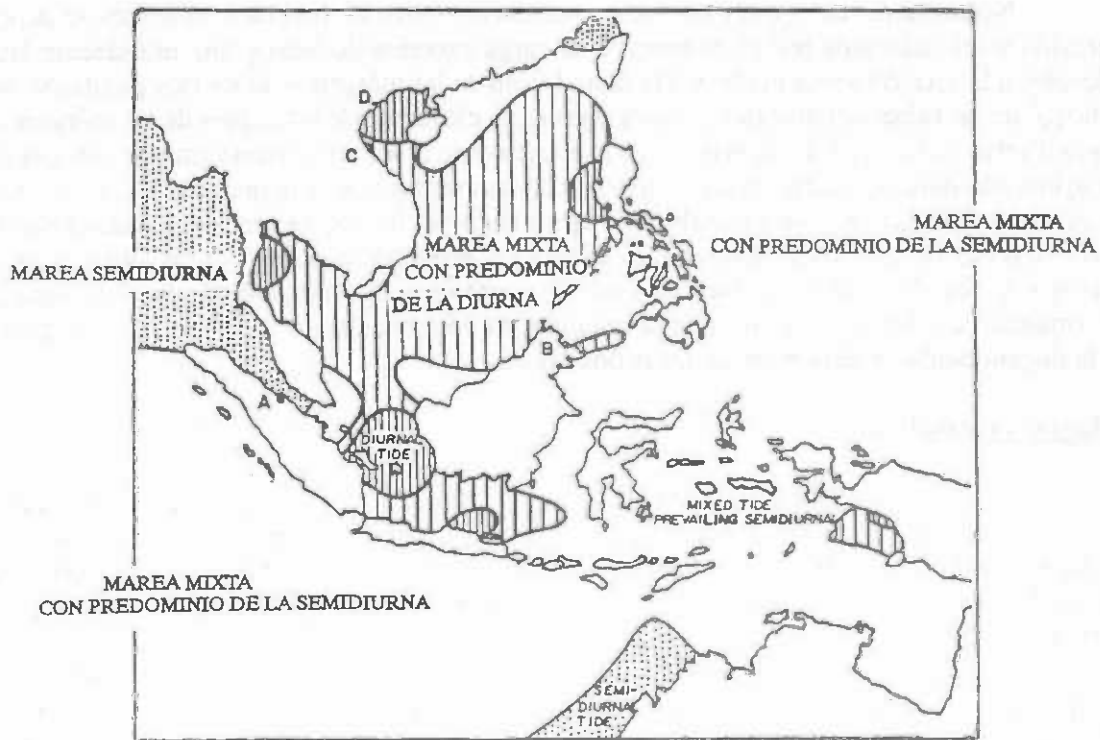 D
C
MAREA MIXTA
CON PREDOMINIO
DE LA DIURNA
MAREA MIXTA
CON PREDOMINIO DE LA SEMIDIURNA
MAREA SEMIDIURNA
B
A
DIURNAL
TIDE
MIXED TIDE
PREVAILING SEMIDIURNAL
MAREA MIXTA
CON PREDOMINIO DE LA SEMIDIURNA
SEMI-
DIURNAL
TIDE